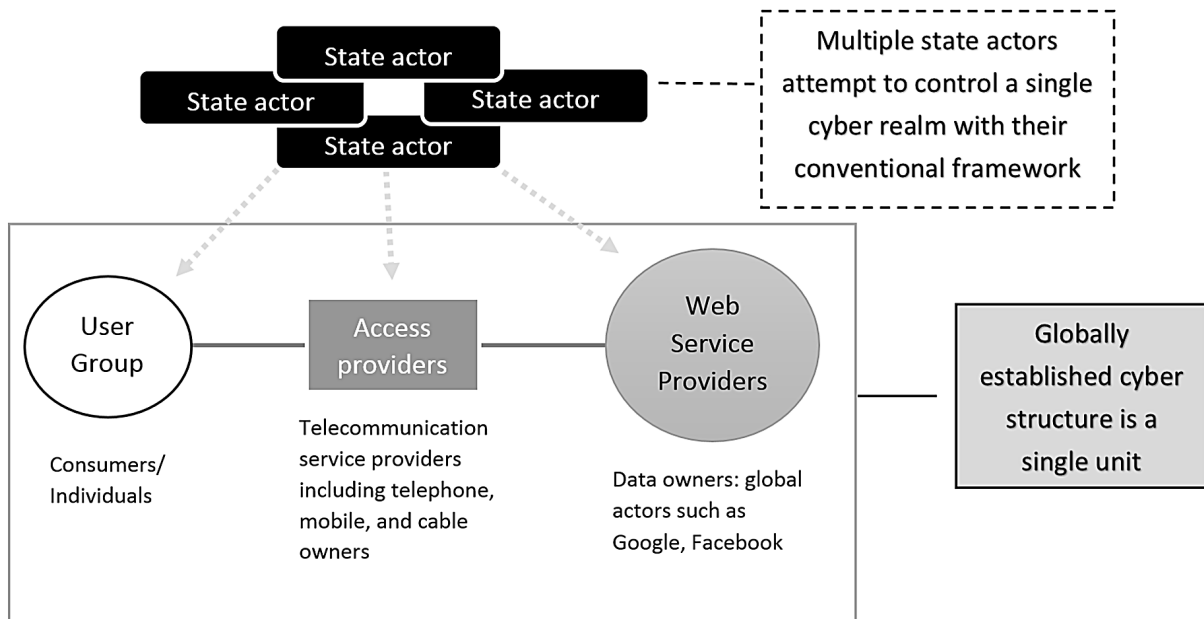 State actor
State actor
State actor
State actor
Multiple state actors
attempt to control a single
cyber realm with their
conventional framework
User
Group
Access
providers
Web
Service
Providers
Consumers/
Individuals
Telecommunication
service providers
including telephone,
mobile, and cable
owners
Data owners: global
actors such as
Google, Facebook
Globally
established cyber
structure is a
single unit